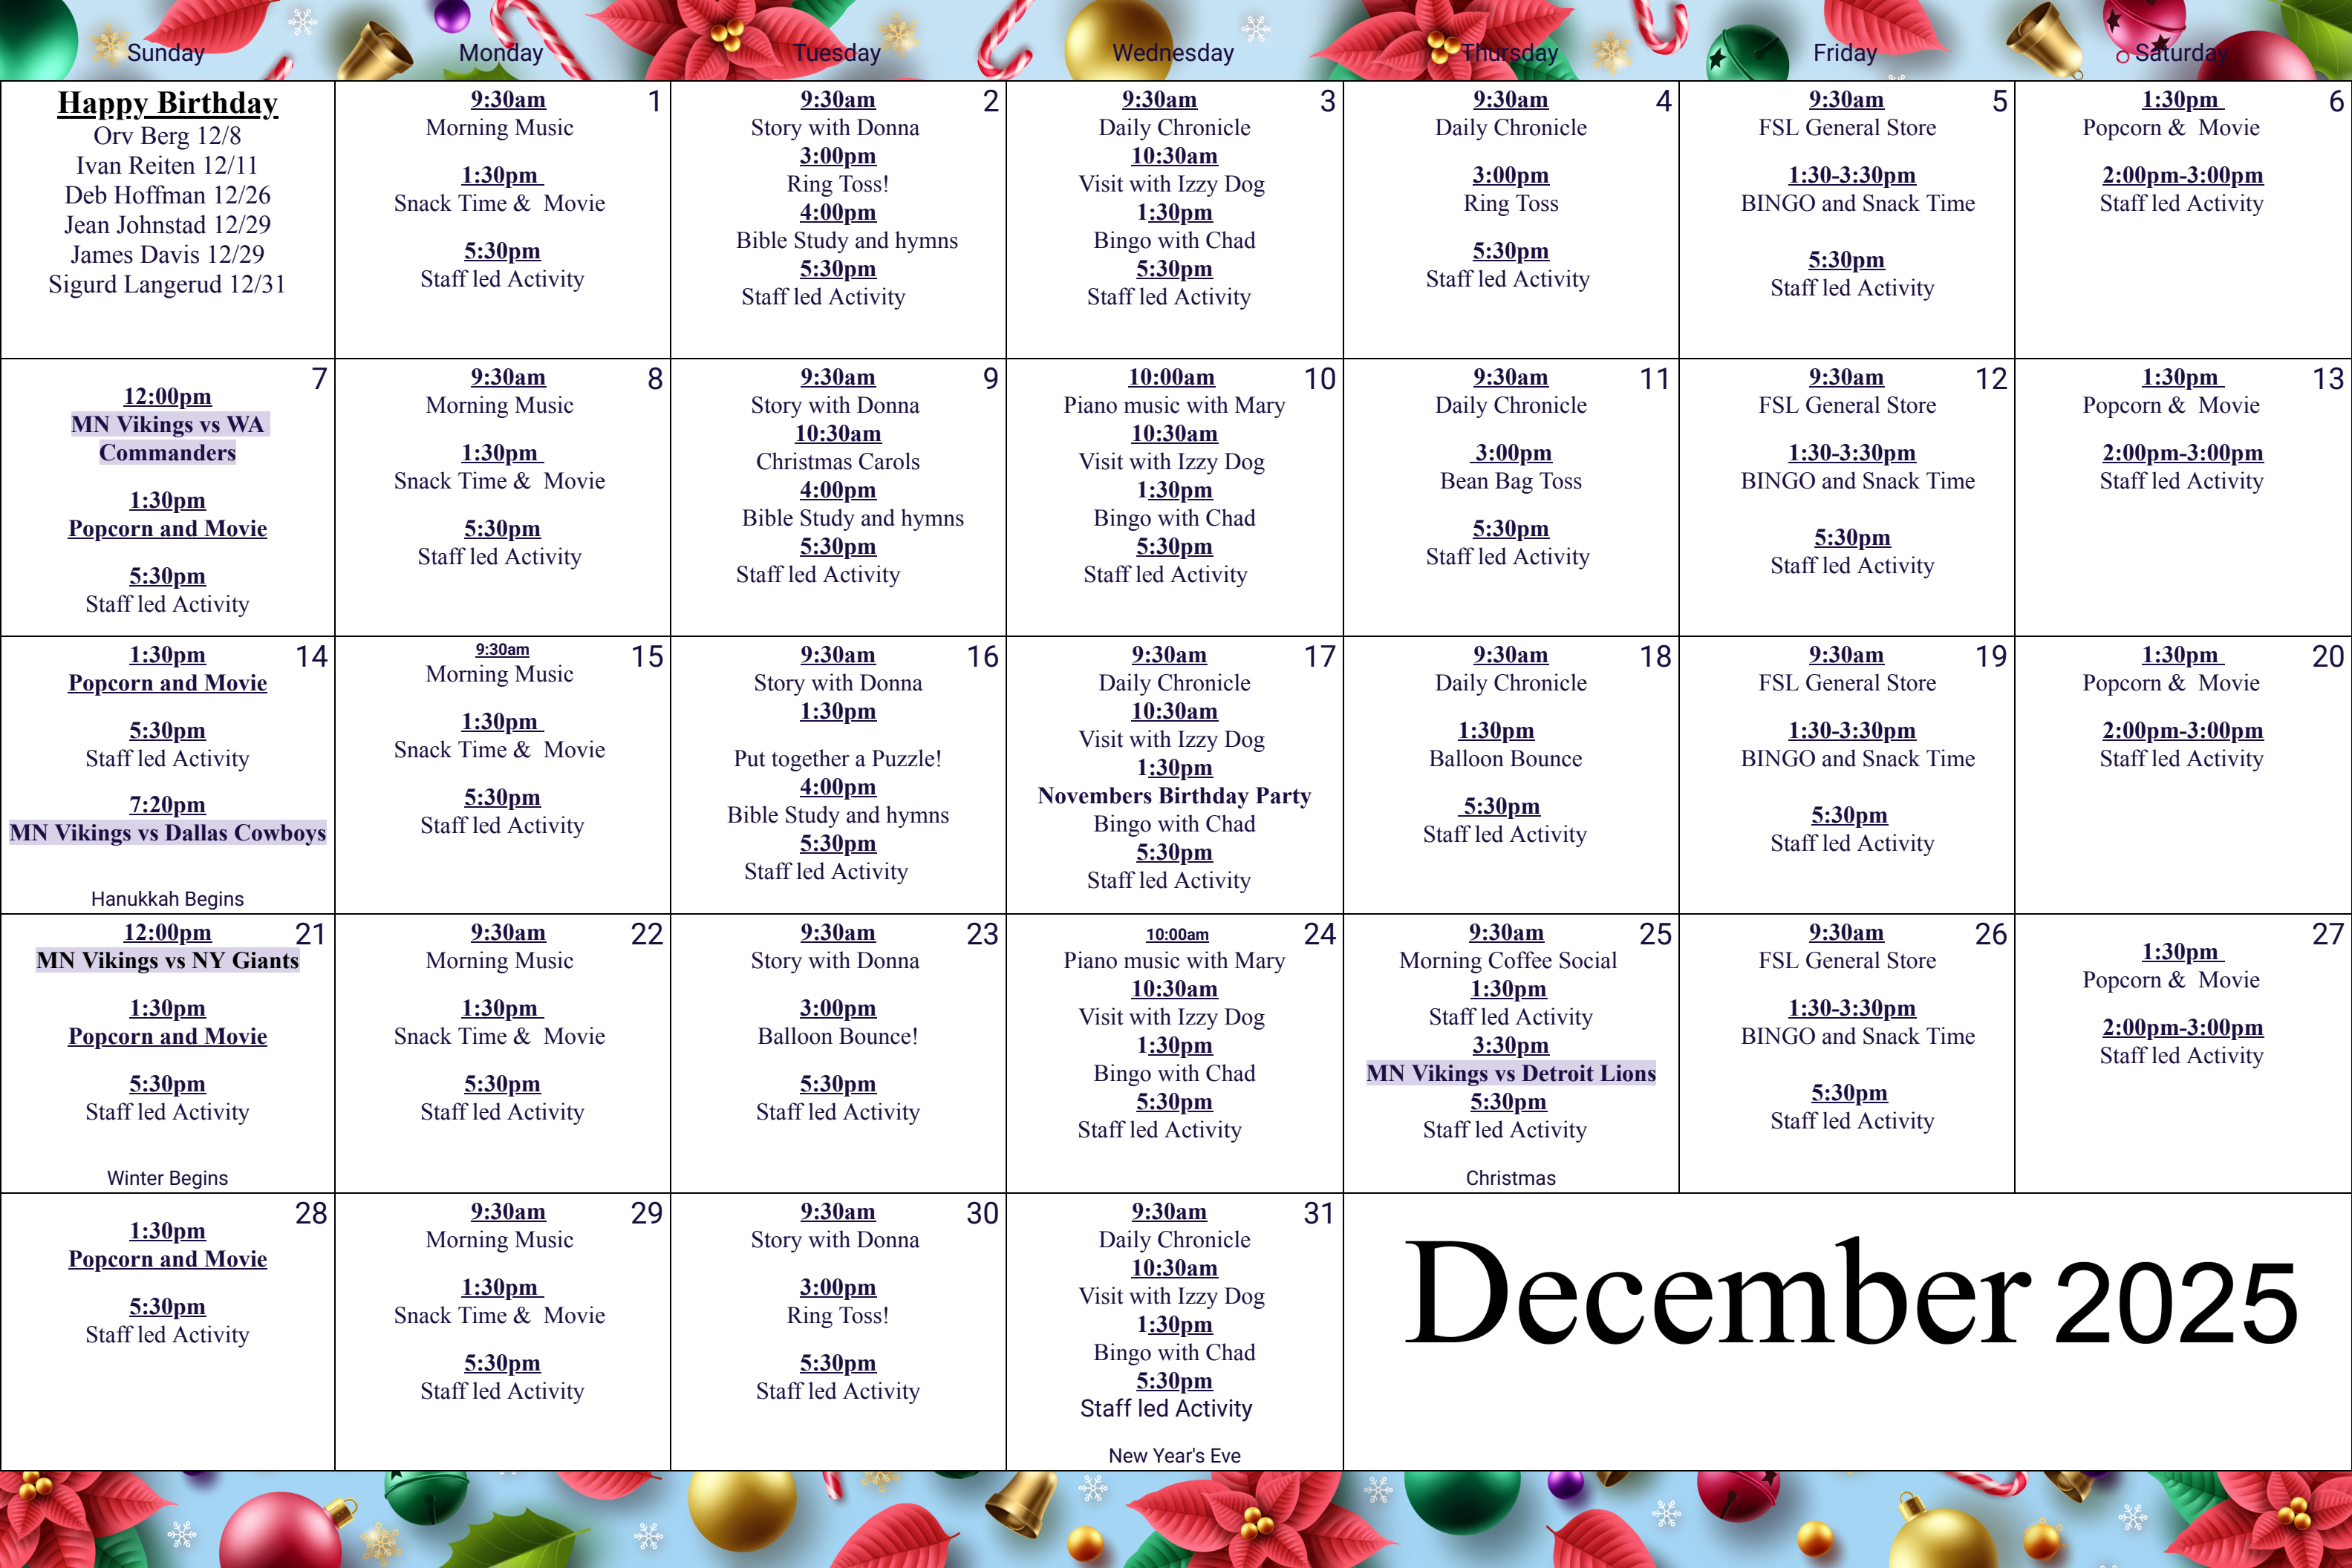 Sunday Monday Tuesday Wednesday Thursday Friday Saturday
Happy Birthday
Orv Berg 12/8
Ivan Reiten 12/11
Deb Hoffman 12/26
Jean Johnstad 12/29
James Davis 12/29
Sigurd Langerud 12/31
1
9:30am
Morning Music
1:30pm
Snack Time & Movie
5:30pm
Staff led Activity
2
9:30am
Story with Donna
3:00pm
Ring Toss!
4:00pm
Bible Study and hymns
5:30pm
Staff led Activity
3
9:30am
Daily Chronicle
10:30am
Visit with Izzy Dog
1:30pm
Bingo with Chad
5:30pm
Staff led Activity
4
9:30am
Daily Chronicle
3:00pm
Ring Toss
5:30pm
Staff led Activity
5
9:30am
FSL General Store
1:30-3:30pm
BINGO and Snack Time
5:30pm
Staff led Activity
6
1:30pm
Popcorn & Movie
2:00pm-3:00pm
Staff led Activity
7
12:00pm
MN Vikings vs WA
Commanders
1:30pm
Popcorn and Movie
5:30pm
Staff led Activity
8
9:30am
Morning Music
1:30pm
Snack Time & Movie
5:30pm
Staff led Activity
9
9:30am
Story with Donna
10:30am
Christmas Carols
4:00pm
Bible Study and hymns
5:30pm
Staff led Activity
10
10:00am
Piano music with Mary
10:30am
Visit with Izzy Dog
1:30pm
Bingo with Chad
5:30pm
Staff led Activity
11
9:30am
Daily Chronicle
3:00pm
Bean Bag Toss
5:30pm
Staff led Activity
12
9:30am
FSL General Store
1:30-3:30pm
BINGO and Snack Time
5:30pm
Staff led Activity
13
1:30pm
Popcorn & Movie
2:00pm-3:00pm
Staff led Activity
14
1:30pm
Popcorn and Movie
5:30pm
Staff led Activity
7:20pm
MN Vikings vs Dallas Cowboys
Hanukkah Begins
15
9:30am
Morning Music
1:30pm
Snack Time & Movie
5:30pm
Staff led Activity
16
9:30am
Story with Donna
1:30pm
Put together a Puzzle!
4:00pm
Bible Study and hymns
5:30pm
Staff led Activity
17
9:30am
Daily Chronicle
10:30am
Visit with Izzy Dog
1:30pm
Novembers Birthday Party
Bingo with Chad
5:30pm
Staff led Activity
18
9:30am
Daily Chronicle
1:30pm
Balloon Bounce
5:30pm
Staff led Activity
19
9:30am
FSL General Store
1:30-3:30pm
BINGO and Snack Time
5:30pm
Staff led Activity
20
1:30pm
Popcorn & Movie
2:00pm-3:00pm
Staff led Activity
21
12:00pm
MN Vikings vs NY Giants
1:30pm
Popcorn and Movie
5:30pm
Staff led Activity
Winter Begins
22
9:30am
Morning Music
1:30pm
Snack Time & Movie
5:30pm
Staff led Activity
23
9:30am
Story with Donna
3:00pm
Balloon Bounce!
5:30pm
Staff led Activity
24
10:00am
Piano music with Mary
10:30am
Visit with Izzy Dog
1:30pm
Bingo with Chad
5:30pm
Staff led Activity
25
9:30am
Morning Coffee Social
1:30pm
Staff led Activity
3:30pm
MN Vikings vs Detroit Lions
5:30pm
Staff led Activity
Christmas
26
9:30am
FSL General Store
1:30-3:30pm
BINGO and Snack Time
5:30pm
Staff led Activity
27
1:30pm
Popcorn & Movie
2:00pm-3:00pm
Staff led Activity
28
1:30pm
Popcorn and Movie
5:30pm
Staff led Activity
29
9:30am
Morning Music
1:30pm
Snack Time & Movie
5:30pm
Staff led Activity
30
9:30am
Story with Donna
3:00pm
Ring Toss!
5:30pm
Staff led Activity
31
9:30am
Daily Chronicle
10:30am
Visit with Izzy Dog
1:30pm
Bingo with Chad
5:30pm
Staff led Activity
New Year's Eve
December 2025